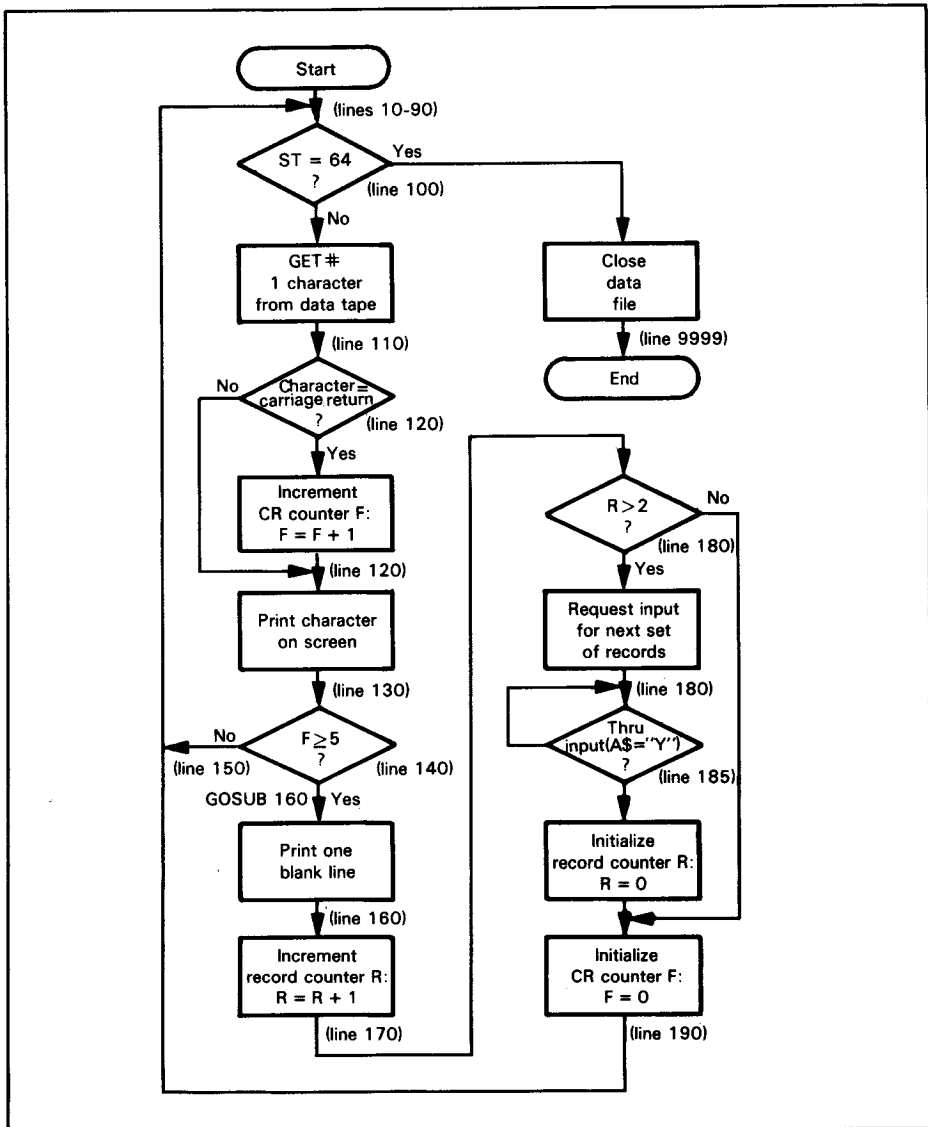 Start
(lines 10-90)
ST = 64
?
Yes
(line 100)
No
GET #
1 character
from data tape
(line 110)
Character=
carriage return
?
No
(line 120)
Yes
Increment
CR counter F:
F = F + 1
(line 120)
Print character
on screen
(line 130)
F≥5
?
No
(line 150)
(line 140)
GOSUB 160
Yes
Print one
blank line
(line 160)
Increment
record counter R:
R = R + 1
(line 170)
Close
data
file
(line 9999)
End
R>2
?
No
(line 180)
Yes
Request input
for next set
of records
(line 180)
Thru
input(A$="Y")
?
(line 185)
Initialize
record counter R:
R = 0
Initialize
CR counter F:
F = 0
(line 190)